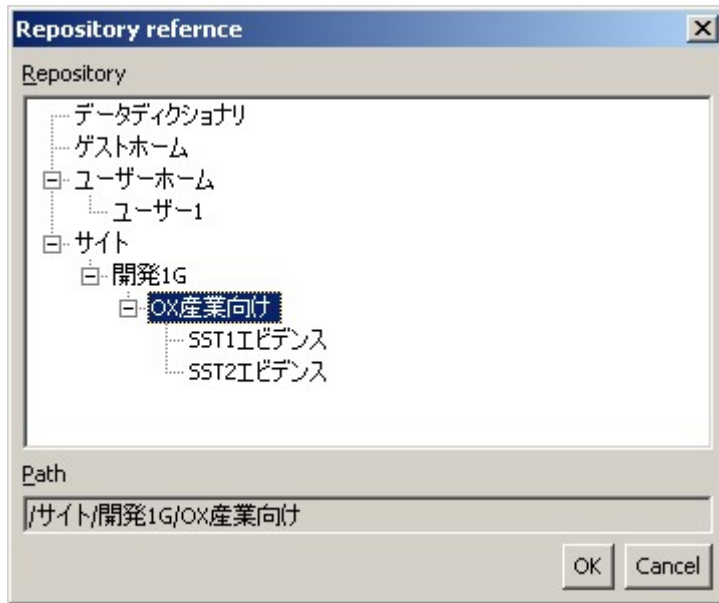 Repository refernce
Repository
データディクショナリ
ゲストホーム
ユーザーホーム
ユーザー1
サイト
開発1G
OX産業向け
SST1エビデンス
SST2エビデンス
Path
/サイト/開発1G/OX産業向け
OK Cancel